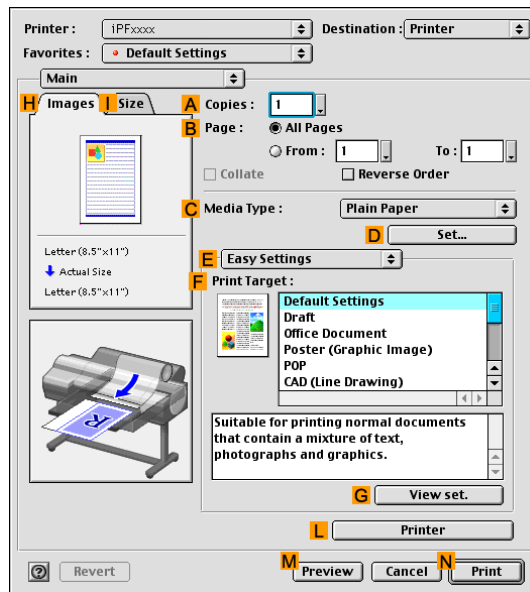 Printer : iPFxxxx Destination : Printer
Favorites : Default Settings
Main
H Images I Size
A Copies : 1
B Page : All Pages
From : 1 To : 1
Collate Reverse Order
C Media Type : Plain Paper
D Set...
Letter (8.5"x11")
Actual Size
Letter (8.5"x11")
E Easy Settings
F Print Target :
Default Settings
Draft
Office Document
Poster (Graphic Image)
POP
CAD (Line Drawing)
R
Suitable for printing normal documents
that contain a mixture of text,
photographs and graphics.
G View set.
L Printer
? Revert M Preview Cancel N Print